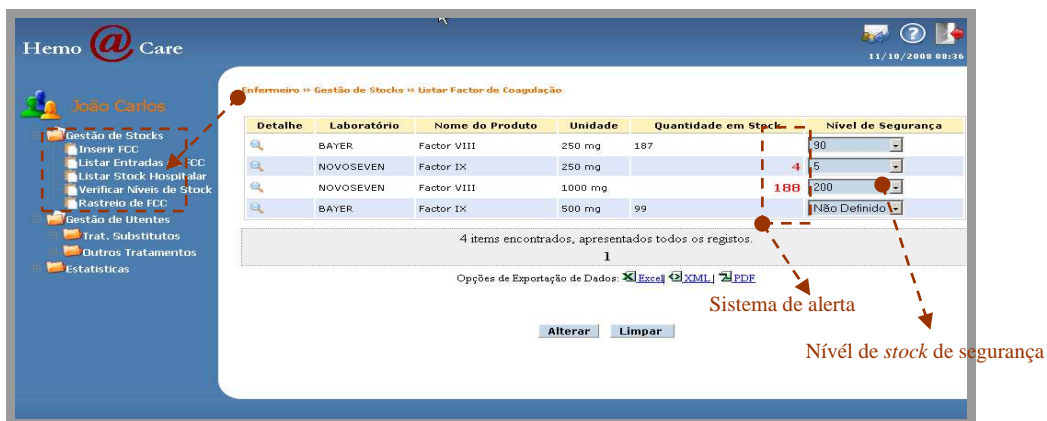 Hemo @ Care
11/10/2008 08:36
João Carlos
Gestão de Stocks
Inserir FCC
Listar Entradas FCC
Listar Stock Hospitalar
Verificar Níveis de Stock
Rastreio de FCC
Gestão de Utentes
Trat. Substitutos
Outros Tratamentos
Estatisticas
Enfermeiro »» Gestão de Stocks »» Listar Factor de Coagulação
Detalhe Laboratório Nome do Produto Unidade Quantidade em Stock Nível de Segurança
BAYER Factor VIII 250 mg 187 90
NOVOSEVEN Factor IX 250 mg 4 5
NOVOSEVEN Factor VIII 1000 mg 188 200
BAYER Factor IX 500 mg 99 Não Definido
4 items encontrados, apresentados todos os registos.
1
Opções de Exportação de Dados: Excel | XML | PDF
Sistema de alerta
Alterar Limpar
Nívél de stock de segurança